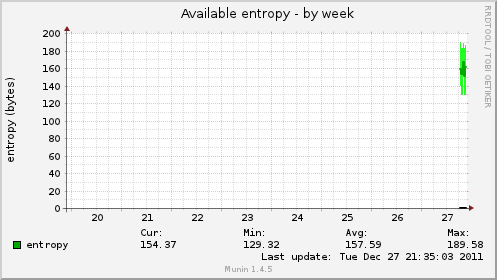 Available entropy - by week
RRDTOOL / TOBI OETIKER
entropy (bytes)
200
180
160
140
120
100
80
60
40
20
0
20 21 22 23 24 25 26 27
Cur: Min: Avg: Max:
entropy 154.37 129.32 157.59 189.58
Last update: Tue Dec 27 21:35:03 2011
Munin 1.4.5